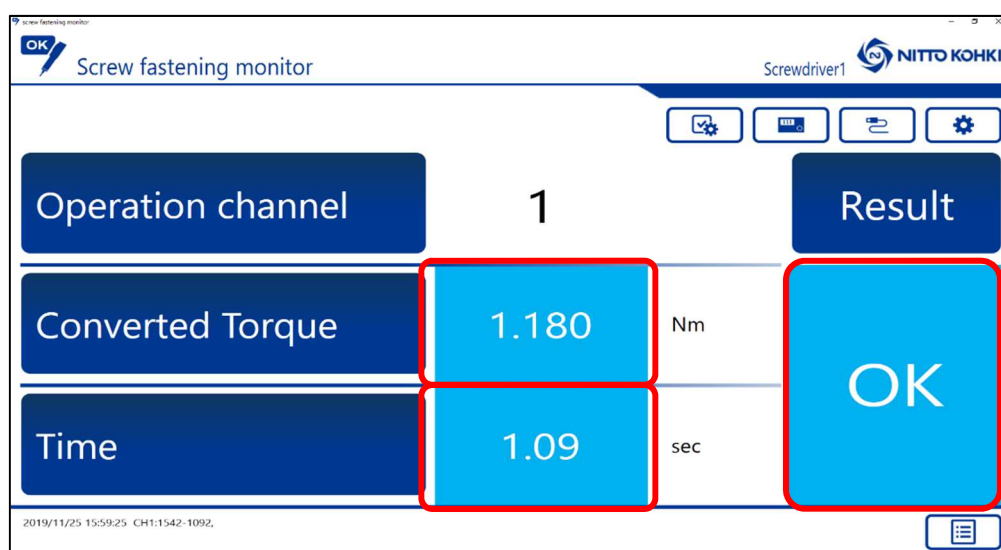 screw fastening monitor
OK
Screw fastening monitor
Screwdriver1
NITTO KOHKI
Operation channel
1
Result
Converted Torque
1.180
Nm
OK
Time
1.09
sec
2019/11/25 15:59:25 CH1:1542-1092,